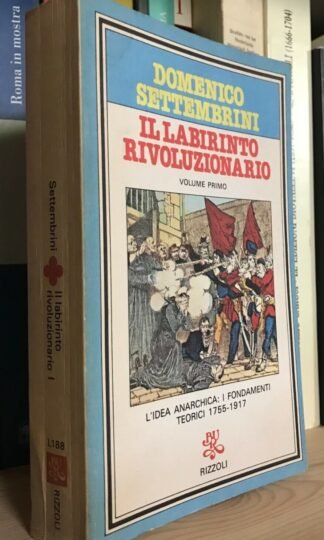 Roma in mostra
(1666-1704)
DOMENICO
SETTEMBRINI
IL LABIRINTO
RIVOLUZIONARIO
VOLUME PRIMO
L'IDEA ANARCHICA: I FONDAMENTI
TEORICI 1755-1917
BUR
RIZZOLI
Settembrini
Il labirinto
rivoluzionario I
L188
BUR
RIZZOLI